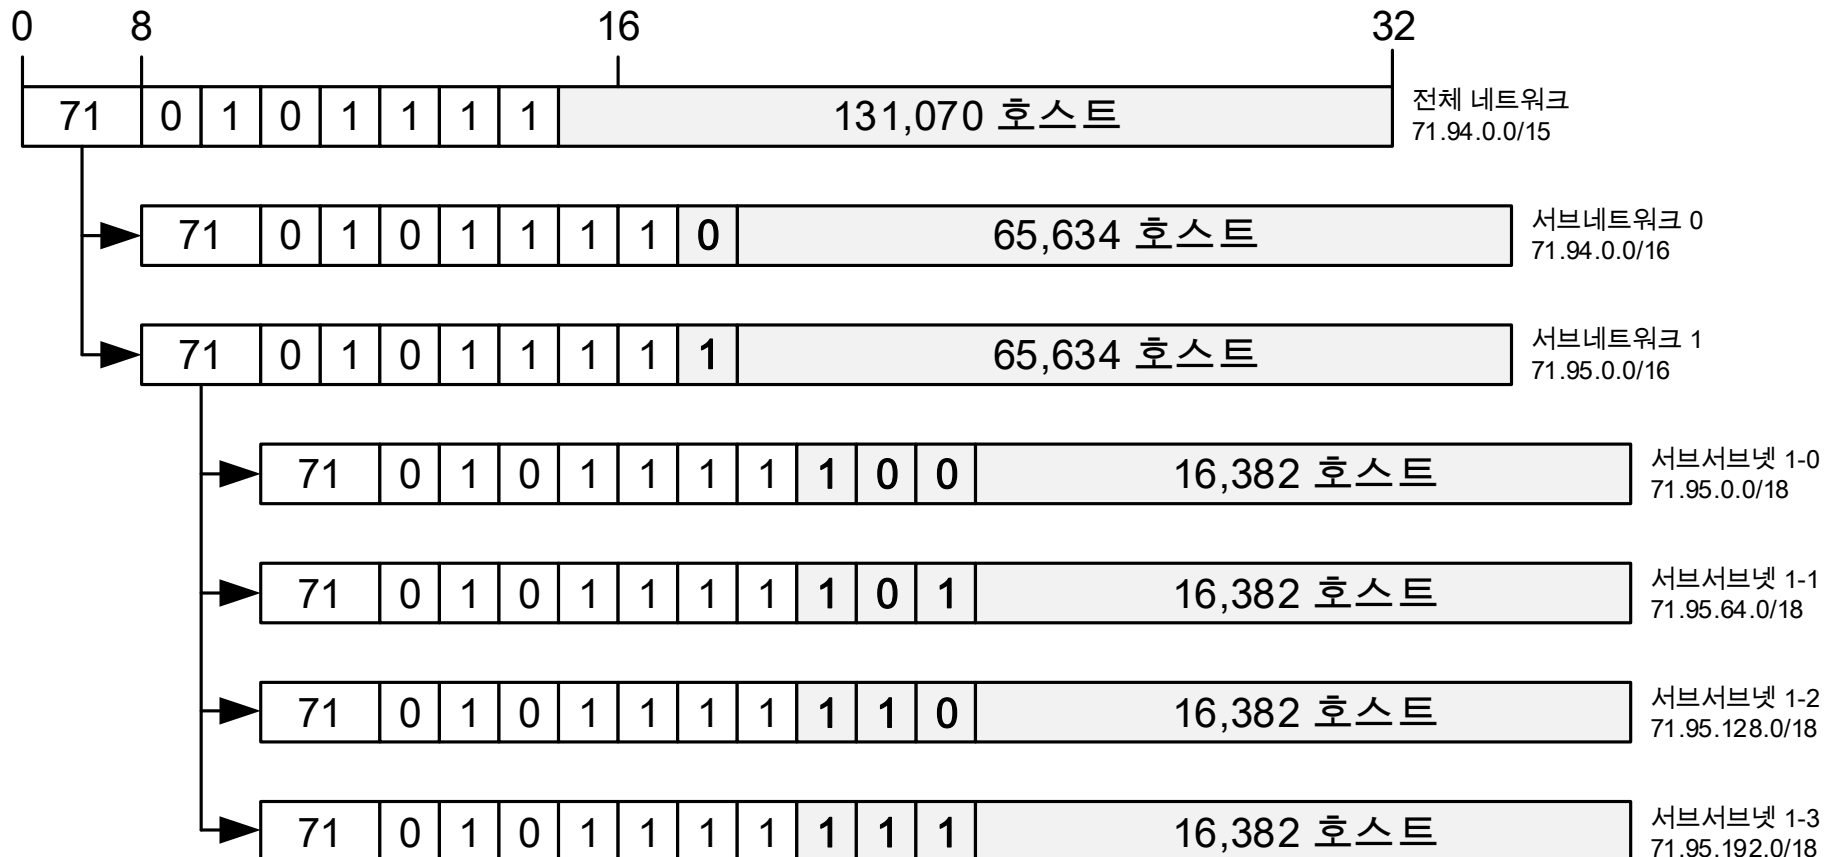 0 8 16 32
71 0 1 0 1 1 1 1 131,070 호스트
전체 네트워크
71.94.0.0/15
71 0 1 0 1 1 1 1 0 65,634 호스트
서브네트워크 0
71.94.0.0/16
71 0 1 0 1 1 1 1 1 65,634 호스트
서브네트워크 1
71.95.0.0/16
71 0 1 0 1 1 1 1 1 0 0 16,382 호스트
서브서브넷 1-0
71.95.0.0/18
71 0 1 0 1 1 1 1 1 0 1 16,382 호스트
서브서브넷 1-1
71.95.64.0/18
71 0 1 0 1 1 1 1 1 1 0 16,382 호스트
서브서브넷 1-2
71.95.128.0/18
71 0 1 0 1 1 1 1 1 1 1 16,382 호스트
서브서브넷 1-3
71.95.192.0/18